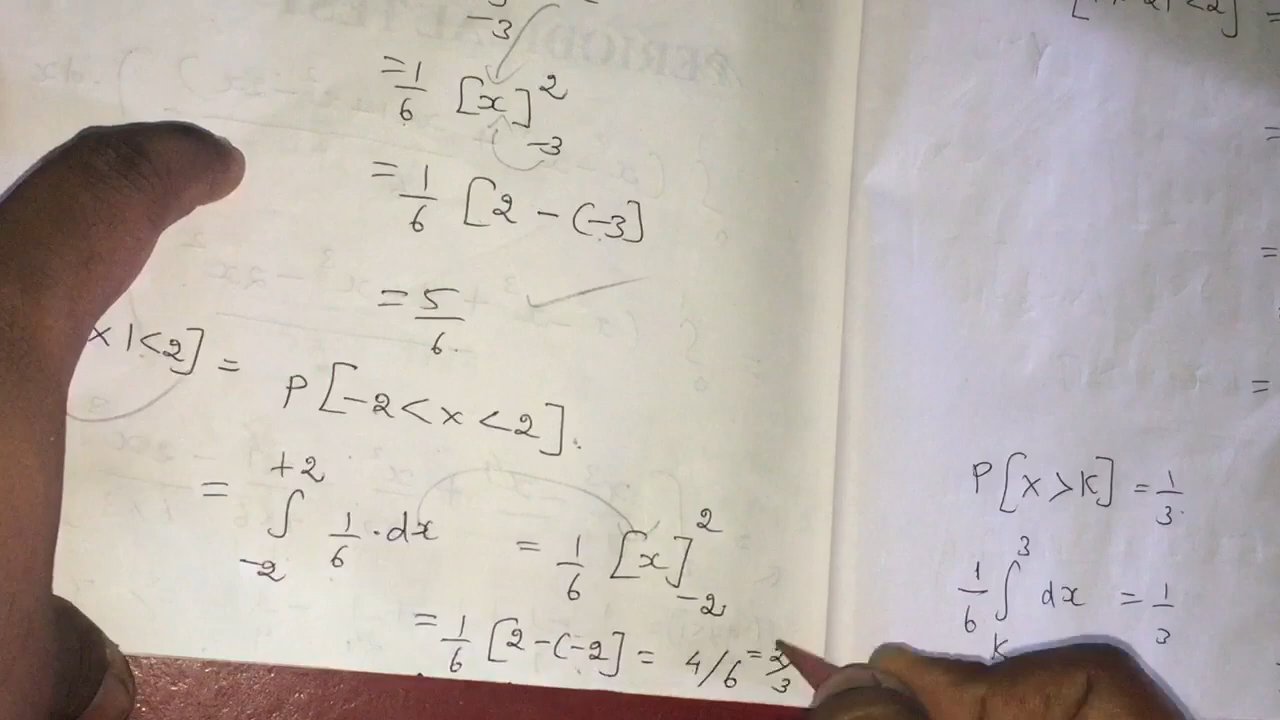 -3
= 1/6 [x]^2_-3
= 1/6 [2 - (-3]
= 5/6.
x|<2] = P[-2<x<2].
= ∫_-2^+2 1/6 · dx = 1/6 [x]^2_-2
= 1/6 [2-(-2] = 4/6 = 2/3
<2]
P[x>K] = 1/3.
1/6 ∫_K^3 dx = 1/3